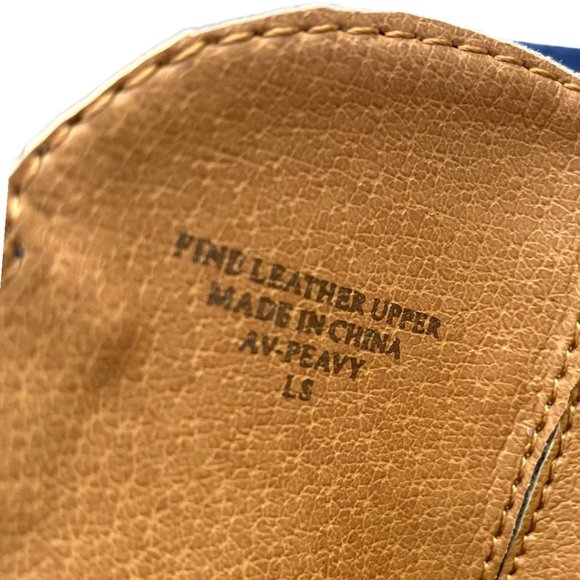 FINE LEATHER UPPER
MADE IN CHINA
AV-PEAVY
LS